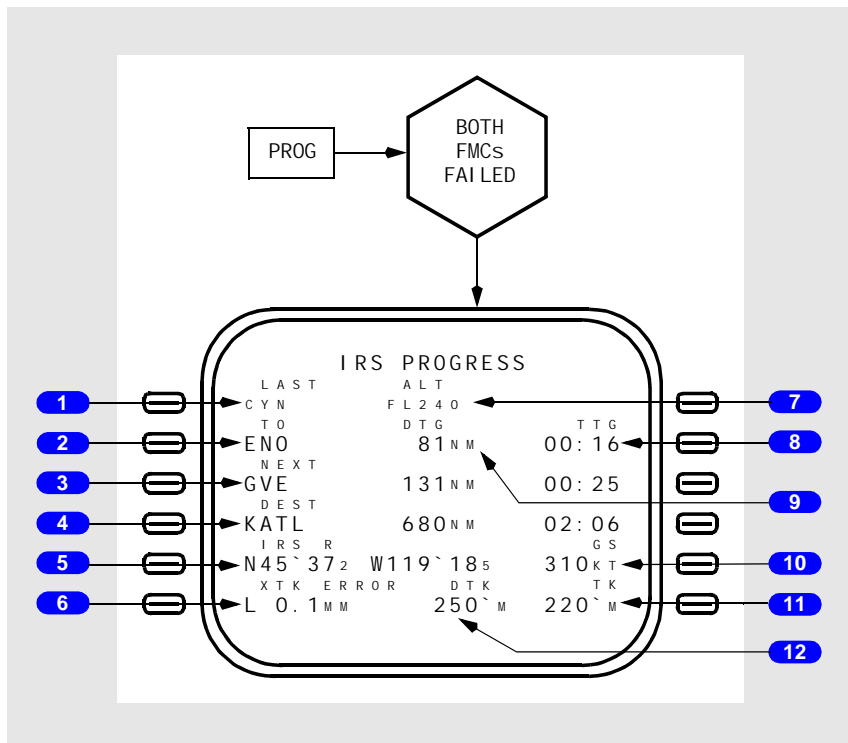 PROG
BOTH
FMCs
FAILED
IRS PROGRESS
LAST ALT
1 CYN FL240 7
TO DTG TTG
2 ENO 81NM 00:16 8
NEXT
3 GVE 131NM 00:25
9
DEST
4 KATL 680NM 02:06
IRS R GS
5 N45`372 W119`185 310KT 10
XTK ERROR DTK TK
6 L 0.1MM 250`M 220`M 11
12